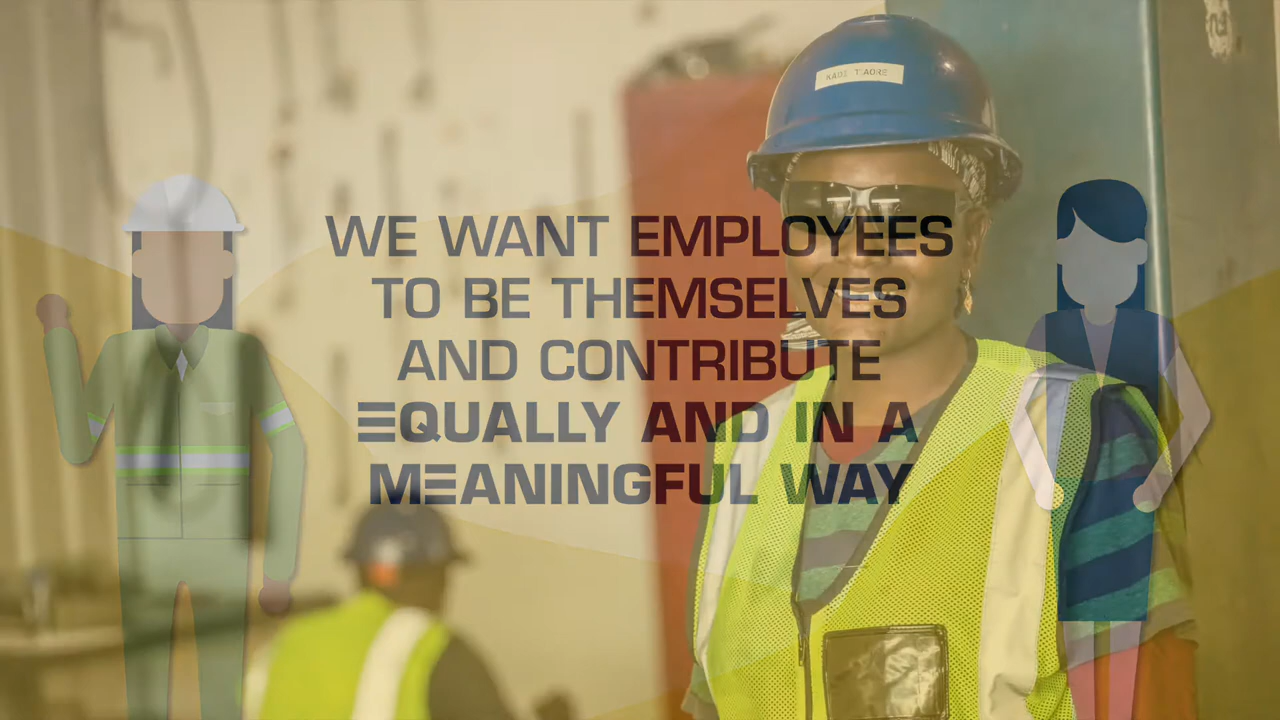 WE WANT EMPLOYEES
TO BE THEMSELVES
AND CONTRIBUTE
EQUALLY AND IN A
MEANINGFUL WAY